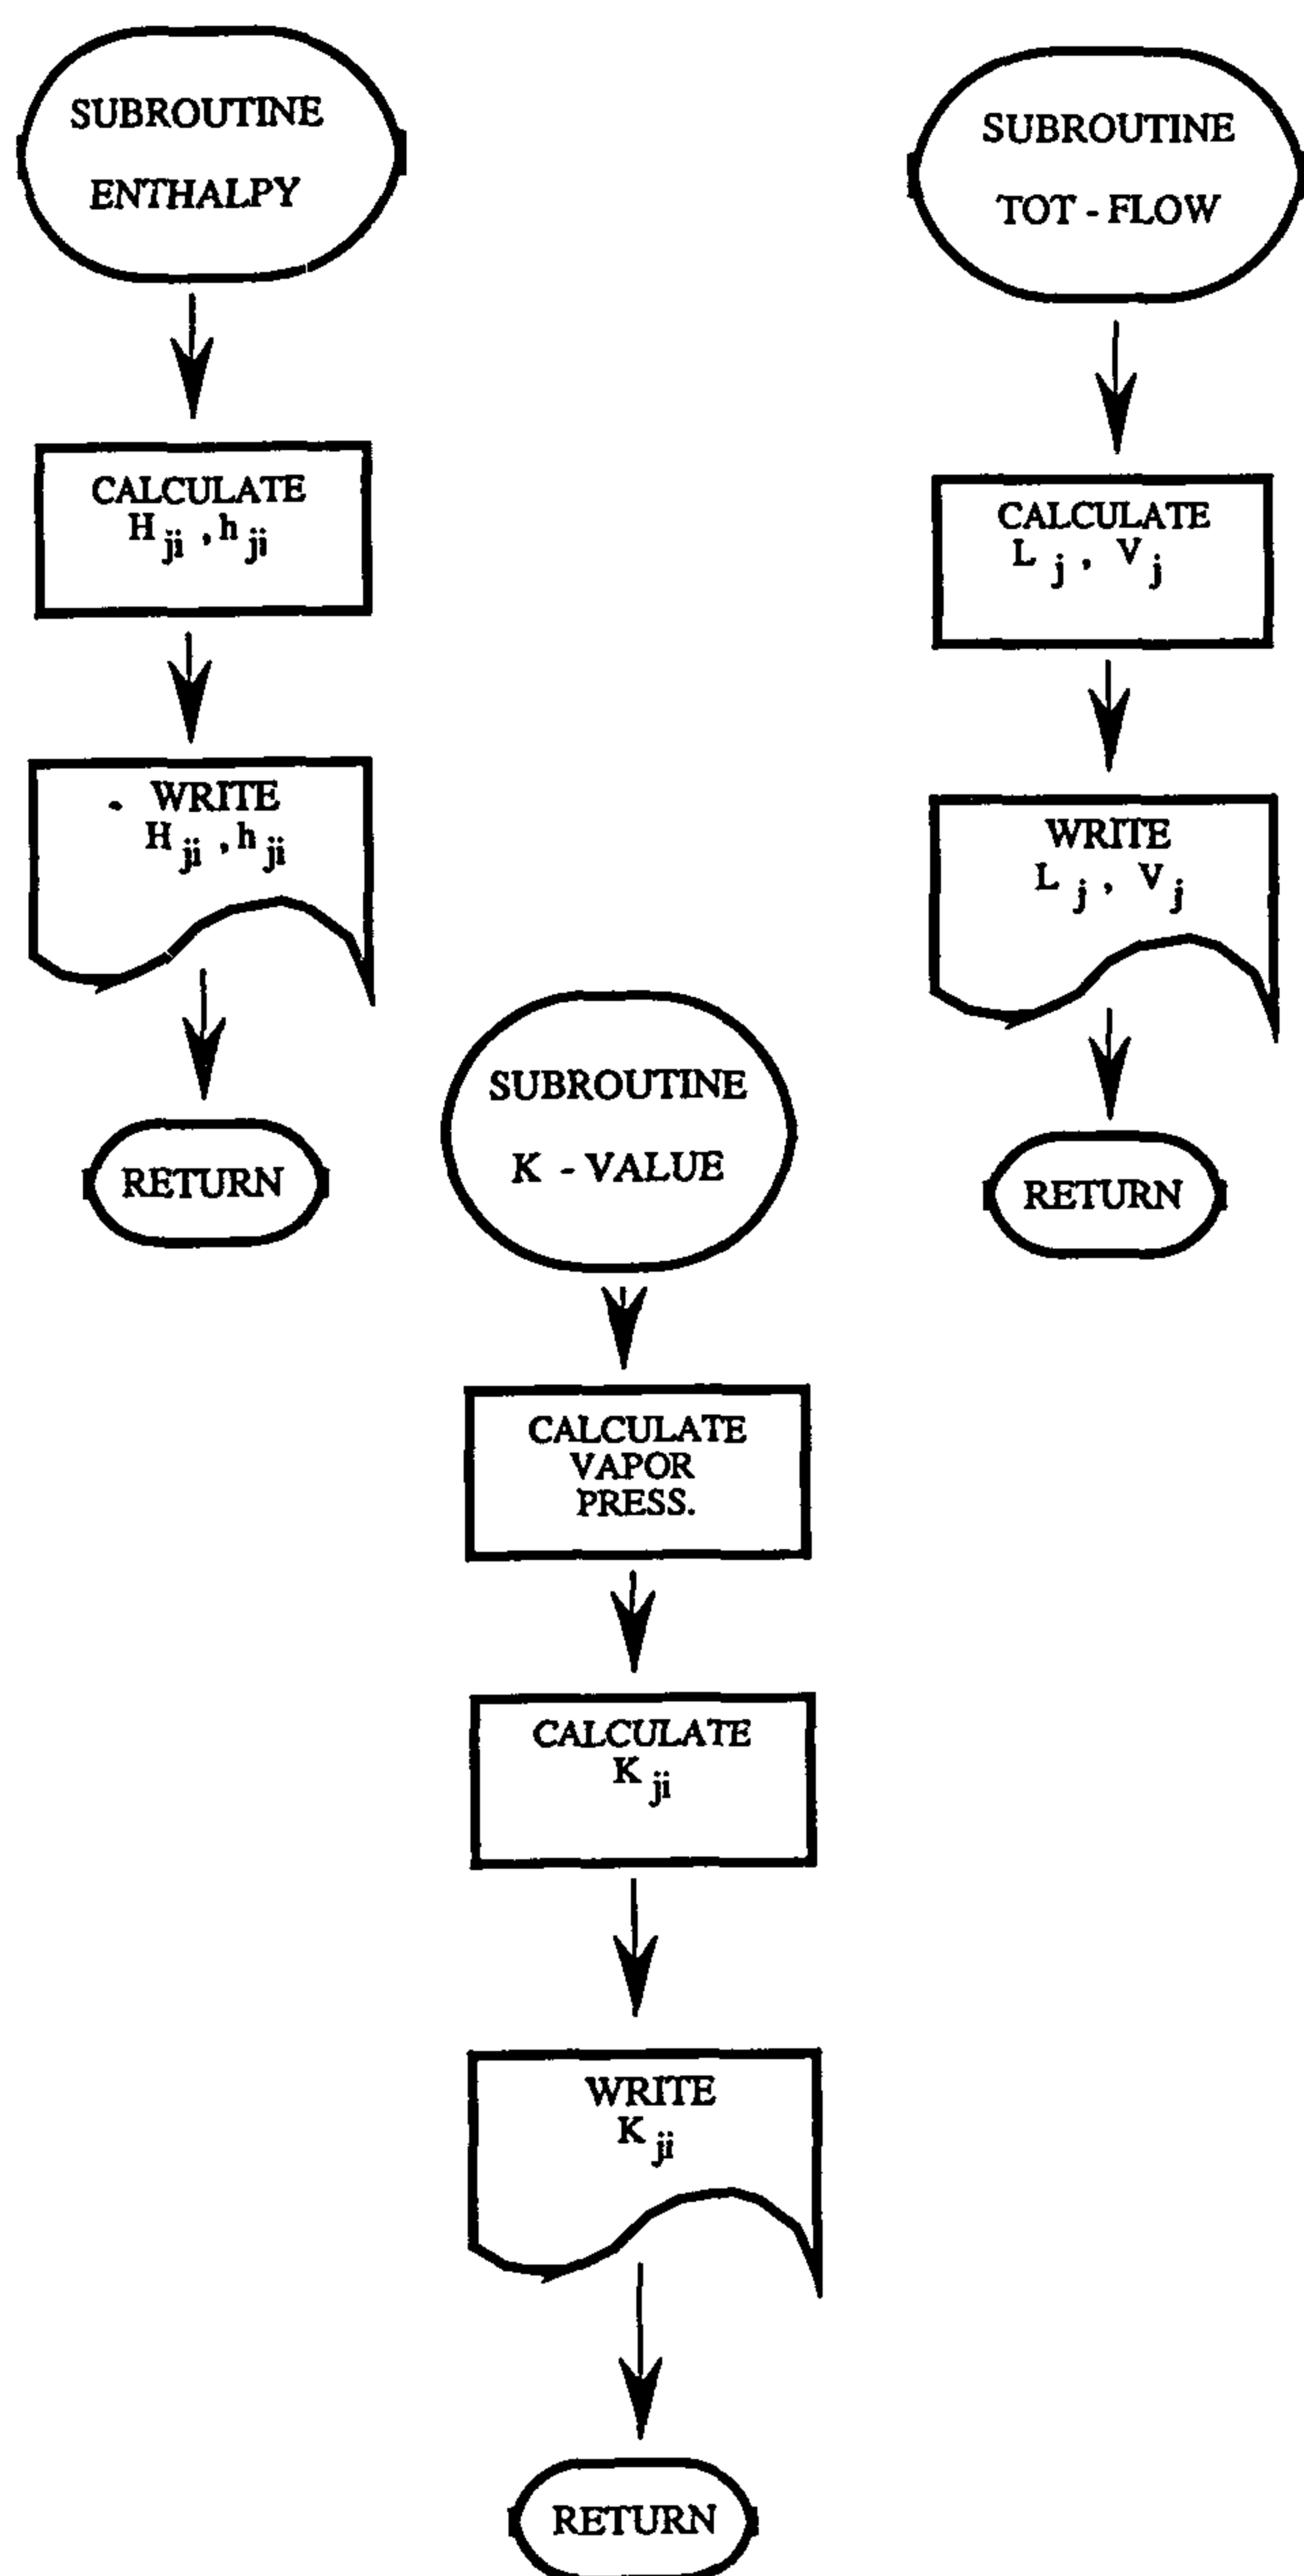 SUBROUTINE
ENTHALPY
CALCULATE
H ji , h ji
WRITE
H ji , h ji
RETURN
SUBROUTINE
TOT - FLOW
CALCULATE
L j , V j
WRITE
L j , V j
RETURN
SUBROUTINE
K - VALUE
CALCULATE
VAPOR
PRESS.
CALCULATE
K ji
WRITE
K ji
RETURN